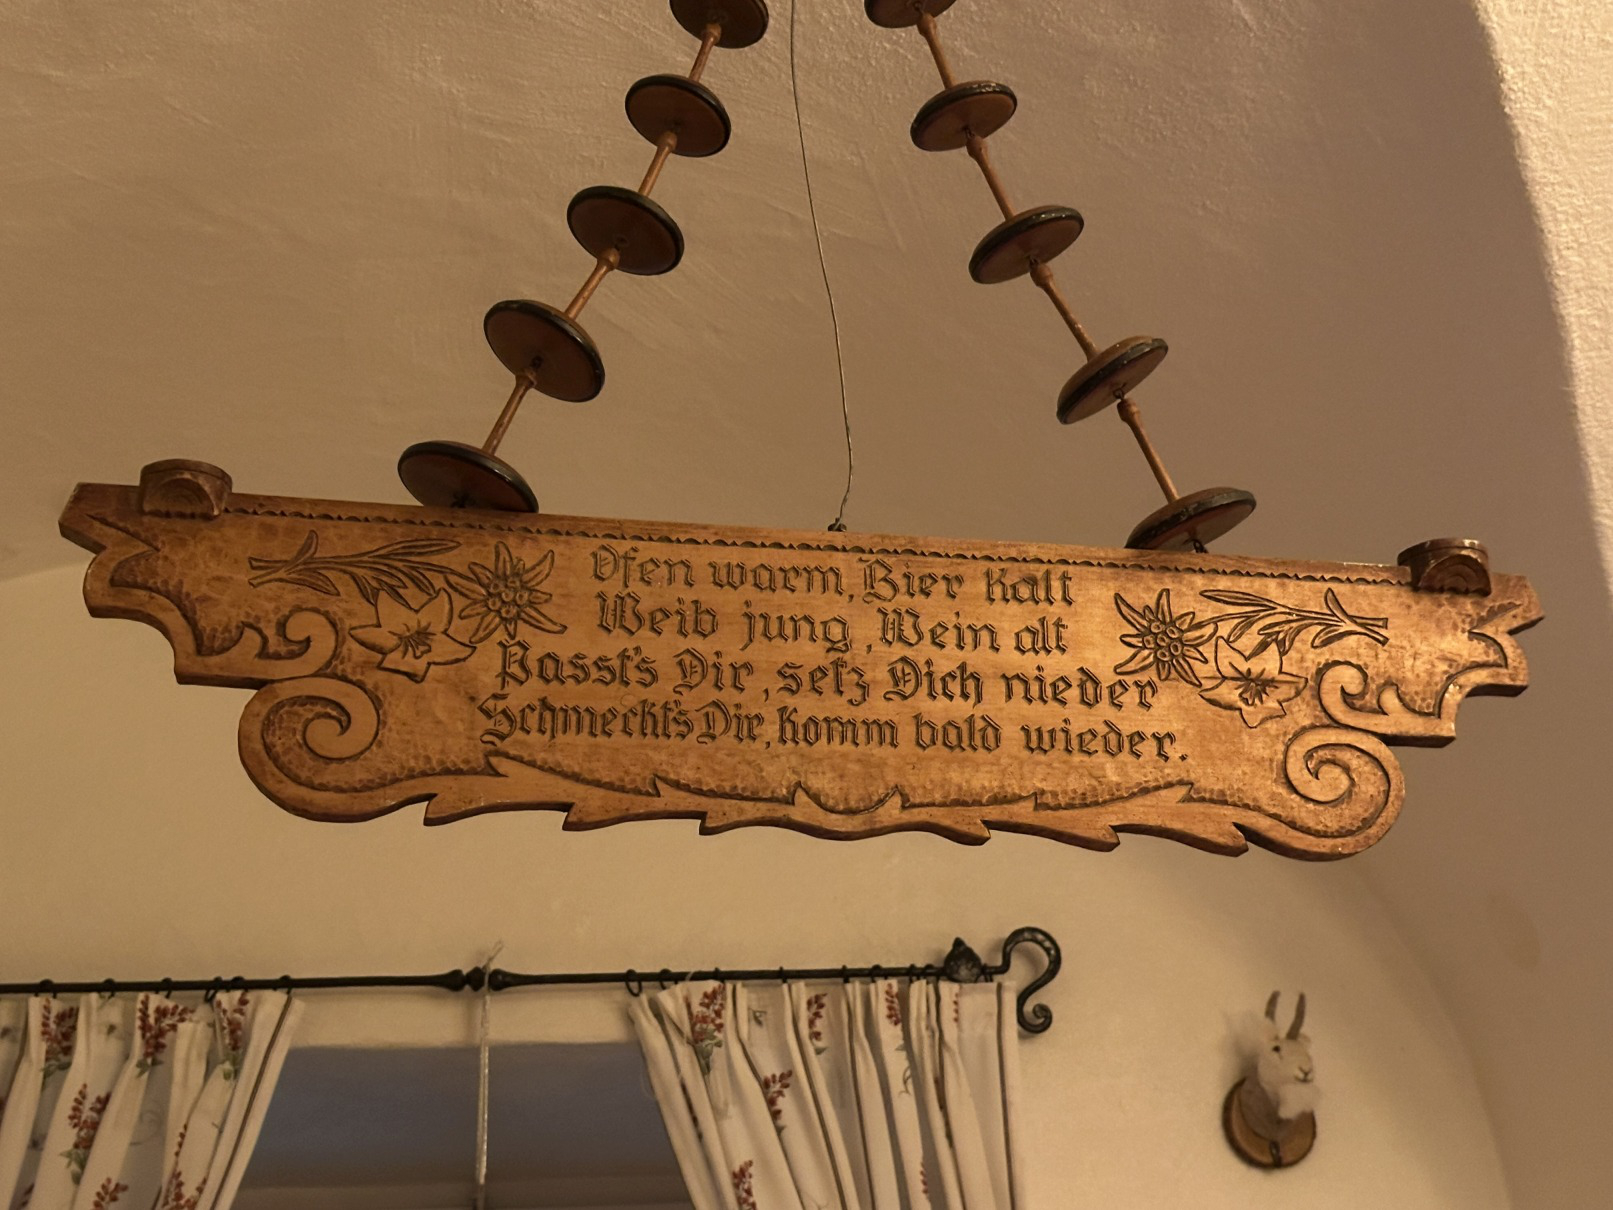 Ofen warm, Bier kalt
Weib jung, Wein alt
Passt's Dir, setz Dich nieder
Schmeckt's Dir, komm bald wieder.